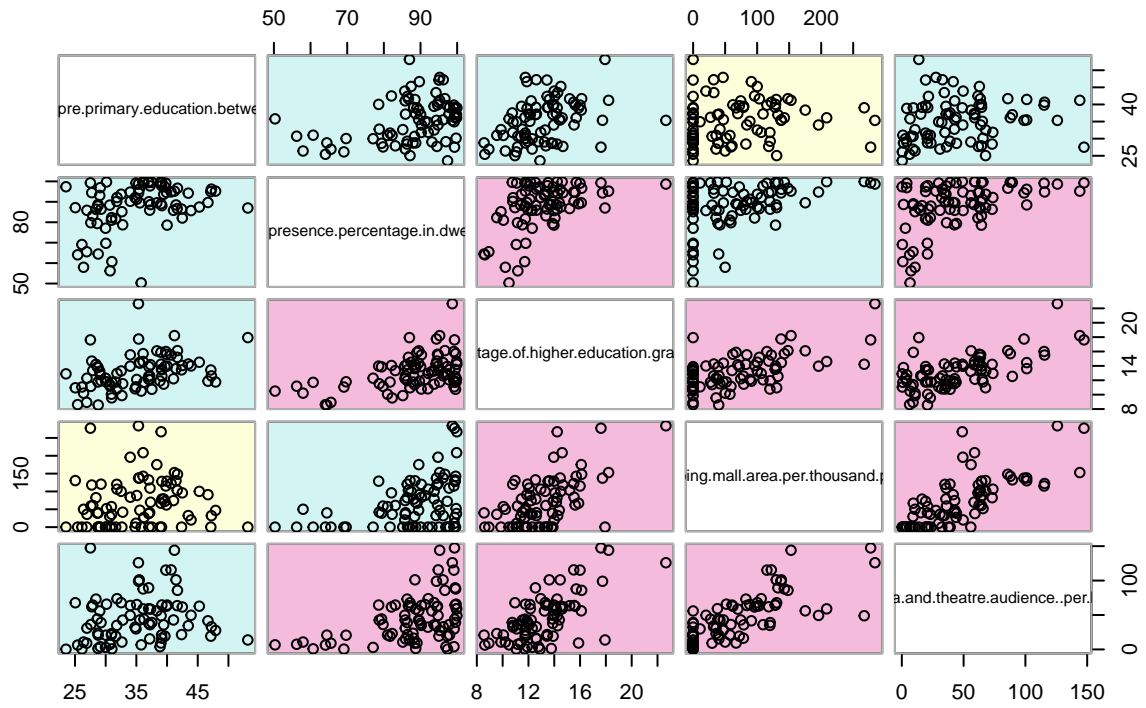 50 70 90 0 100 200
pre.primary.education.betwe
25 40
50 80
presence.percentage.in.dwe
tage.of.higher.education.gra
8 14 20
0 150
ing.mall.area.per.thousand.
a.and.theatre.audience..per.
0 100
25 35 45 8 12 16 20 0 50 100 150